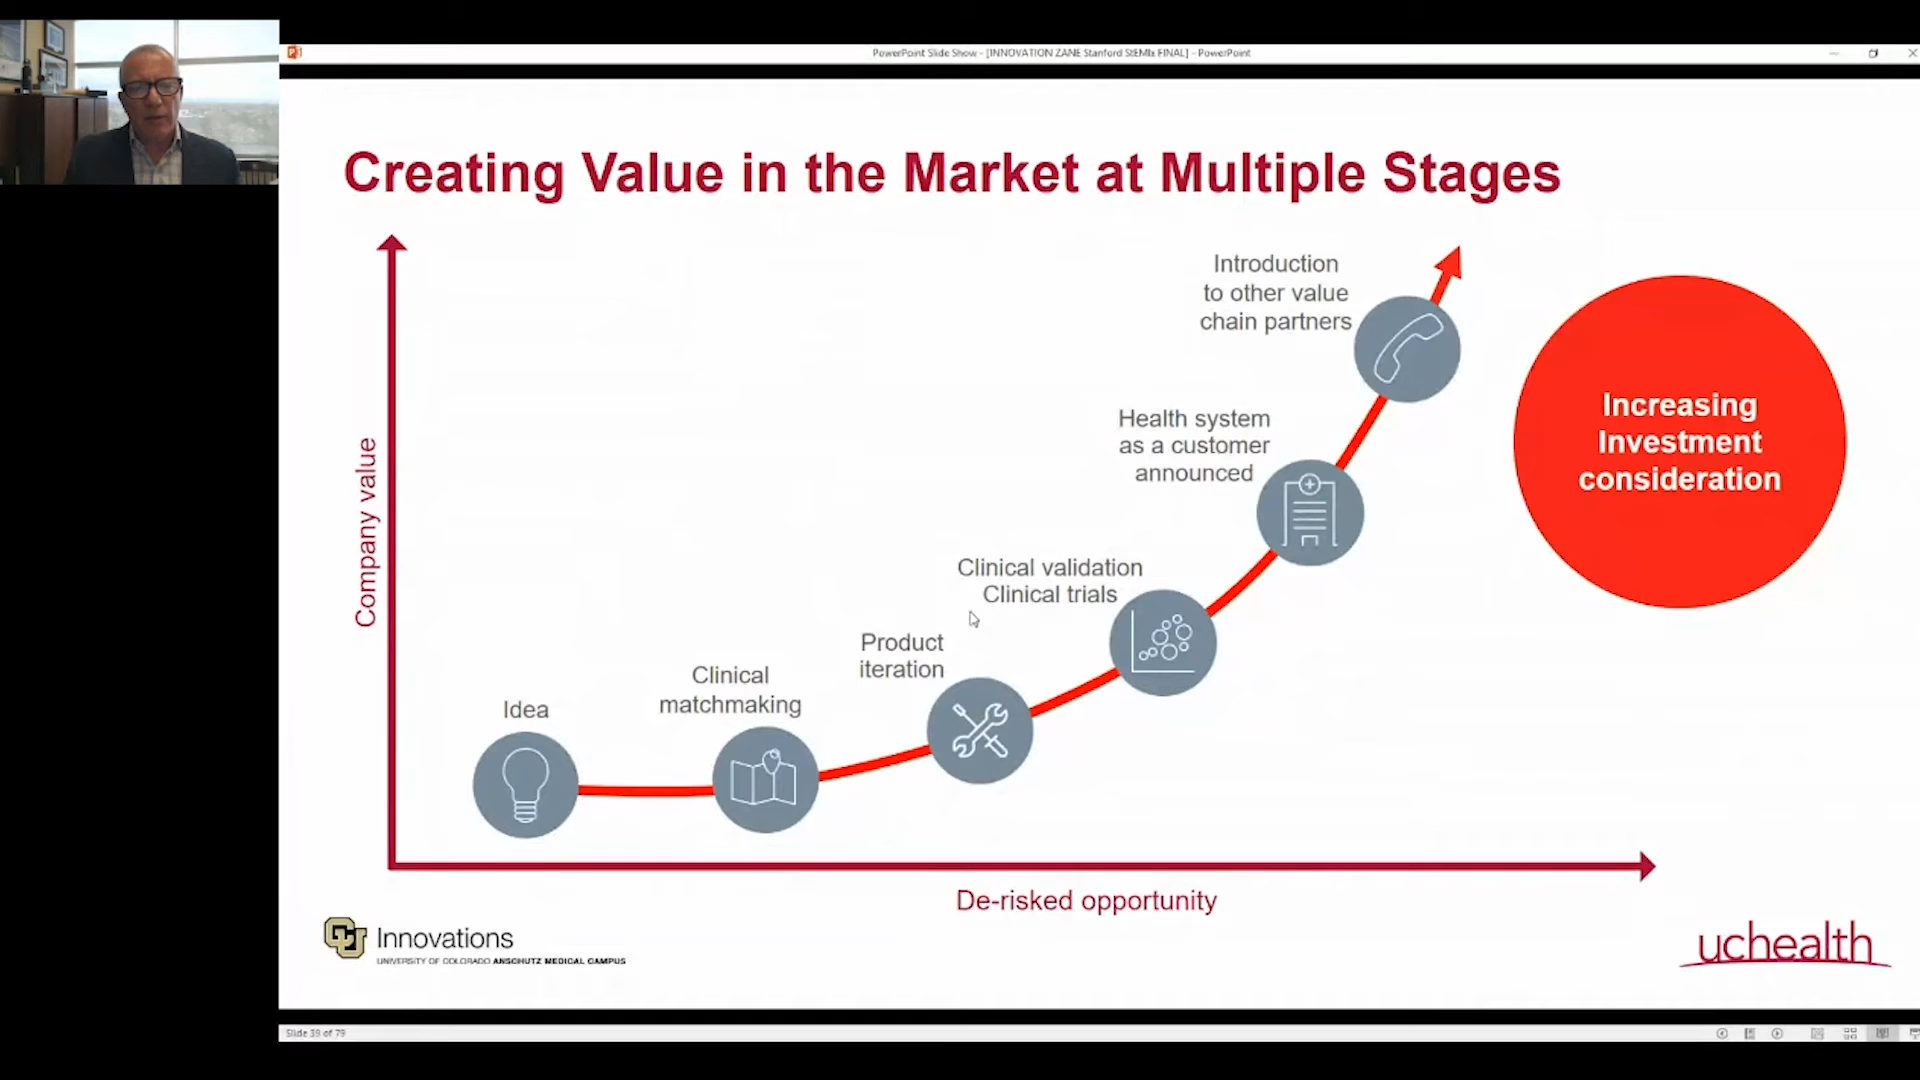 PowerPoint Slide Show - [INNOVATION ZANE Stanford StEMIx FINAL] - PowerPoint
Creating Value in the Market at Multiple Stages
Introduction
to other value
chain partners
Health system
as a customer
announced
Clinical validation
Clinical trials
Product
iteration
Clinical
matchmaking
Idea
Increasing
Investment
consideration
Company value
De-risked opportunity
CU Innovations
UNIVERSITY OF COLORADO ANSCHUTZ MEDICAL CAMPUS
uchealth
Slide 39 of 79